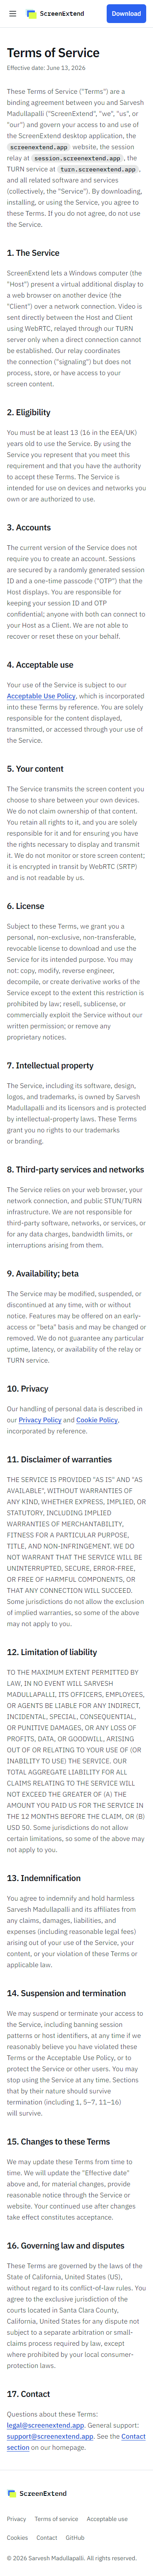 ScreenExtend
Download
Terms of Service
Effective date: June 13, 2026
These Terms of Service ("Terms") are a
binding agreement between you and Sarvesh
Madullapalli ("ScreenExtend", "we", "us", or
"our") and govern your access to and use of
the ScreenExtend desktop application, the
screenextend.app website, the session
relay at session.screenextend.app, the
TURN server at turn.screenextend.app,
and all related software and services
(collectively, the "Service"). By downloading,
installing, or using the Service, you agree to
these Terms. If you do not agree, do not use
the Service.
1. The Service
ScreenExtend lets a Windows computer (the
"Host") present a virtual additional display
to a web browser on another device (the
"Client") over a network connection. Video is
sent directly between the Host and Client
using WebRTC, relayed through our TURN
server only when a direct connection cannot
be established. Our relay coordinates
the connection ("signaling") but does not
process, store, or have access to your
screen content.
2. Eligibility
You must be at least 13 (16 in the EEA/UK)
years old to use the Service. By using the
Service you represent that you meet this
requirement and that you have the authority
to accept these Terms. The Service is
intended for use on devices and networks you
own or are authorized to use.
3. Accounts
The current version of the Service does not
require you to create an account. Sessions
are secured by a randomly generated session
ID and a one-time passcode ("OTP") that the
Host displays. You are responsible for
keeping your session ID and OTP
confidential; anyone with both can connect to
your Host as a Client. We are not able to
recover or reset these on your behalf.
4. Acceptable use
Your use of the Service is subject to our
Acceptable Use Policy, which is incorporated
into these Terms by reference. You are solely
responsible for the content displayed,
transmitted, or accessed through your use of
the Service.
5. Your content
The Service transmits the screen content you
choose to share between your own devices.
We do not claim ownership of that content.
You retain all rights to it, and you are solely
responsible for it and for ensuring you have
the rights necessary to display and transmit
it. We do not monitor or store screen content;
it is encrypted in transit by WebRTC (SRTP)
and is not readable by us.
6. License
Subject to these Terms, we grant you a
personal, non-exclusive, non-transferable,
revocable license to download and use the
Service for its intended purpose. You may
not: copy, modify, reverse engineer,
decompile, or create derivative works of the
Service except to the extent this restriction is
prohibited by law; resell, sublicense, or
commercially exploit the Service without our
written permission; or remove any
proprietary notices.
7. Intellectual property
The Service, including its software, design,
logos, and trademarks, is owned by Sarvesh
Madullapalli and its licensors and is protected
by intellectual-property laws. These Terms
grant you no rights to our trademarks
or branding.
8. Third-party services and networks
The Service relies on your web browser, your
network connection, and public STUN/TURN
infrastructure. We are not responsible for
third-party software, networks, or services, or
for any data charges, bandwidth limits, or
interruptions arising from them.
9. Availability; beta
The Service may be modified, suspended, or
discontinued at any time, with or without
notice. Features may be offered on an early-
access or "beta" basis and may be changed or
removed. We do not guarantee any particular
uptime, latency, or availability of the relay or
TURN service.
10. Privacy
Our handling of personal data is described in
our Privacy Policy and Cookie Policy,
incorporated by reference.
11. Disclaimer of warranties
THE SERVICE IS PROVIDED "AS IS" AND "AS
AVAILABLE", WITHOUT WARRANTIES OF
ANY KIND, WHETHER EXPRESS, IMPLIED, OR
STATUTORY, INCLUDING IMPLIED
WARRANTIES OF MERCHANTABILITY,
FITNESS FOR A PARTICULAR PURPOSE,
TITLE, AND NON-INFRINGEMENT. WE DO
NOT WARRANT THAT THE SERVICE WILL BE
UNINTERRUPTED, SECURE, ERROR-FREE,
OR FREE OF HARMFUL COMPONENTS, OR
THAT ANY CONNECTION WILL SUCCEED.
Some jurisdictions do not allow the exclusion
of implied warranties, so some of the above
may not apply to you.
12. Limitation of liability
TO THE MAXIMUM EXTENT PERMITTED BY
LAW, IN NO EVENT WILL SARVESH
MADULLAPALLI, ITS OFFICERS, EMPLOYEES,
OR AGENTS BE LIABLE FOR ANY INDIRECT,
INCIDENTAL, SPECIAL, CONSEQUENTIAL,
OR PUNITIVE DAMAGES, OR ANY LOSS OF
PROFITS, DATA, OR GOODWILL, ARISING
OUT OF OR RELATING TO YOUR USE OF (OR
INABILITY TO USE) THE SERVICE. OUR
TOTAL AGGREGATE LIABILITY FOR ALL
CLAIMS RELATING TO THE SERVICE WILL
NOT EXCEED THE GREATER OF (A) THE
AMOUNT YOU PAID US FOR THE SERVICE IN
THE 12 MONTHS BEFORE THE CLAIM, OR (B)
USD 50. Some jurisdictions do not allow
certain limitations, so some of the above may
not apply to you.
13. Indemnification
You agree to indemnify and hold harmless
Sarvesh Madullapalli and its affiliates from
any claims, damages, liabilities, and
expenses (including reasonable legal fees)
arising out of your use of the Service, your
content, or your violation of these Terms or
applicable law.
14. Suspension and termination
We may suspend or terminate your access to
the Service, including banning session
patterns or host identifiers, at any time if we
reasonably believe you have violated these
Terms or the Acceptable Use Policy, or to
protect the Service or other users. You may
stop using the Service at any time. Sections
that by their nature should survive
termination (including 1, 5–7, 11–16)
will survive.
15. Changes to these Terms
We may update these Terms from time to
time. We will update the "Effective date"
above and, for material changes, provide
reasonable notice through the Service or
website. Your continued use after changes
take effect constitutes acceptance.
16. Governing law and disputes
These Terms are governed by the laws of the
State of California, United States (US),
without regard to its conflict-of-law rules. You
agree to the exclusive jurisdiction of the
courts located in Santa Clara County,
California, United States for any dispute not
subject to a separate arbitration or small-
claims process required by law, except
where prohibited by your local consumer-
protection laws.
17. Contact
Questions about these Terms:
legal@screenextend.app. General support:
support@screenextend.app. See the Contact
section on our homepage.
ScreenExtend
Privacy Terms of service Acceptable use
Cookies Contact GitHub
© 2026 Sarvesh Madullapalli. All rights reserved.